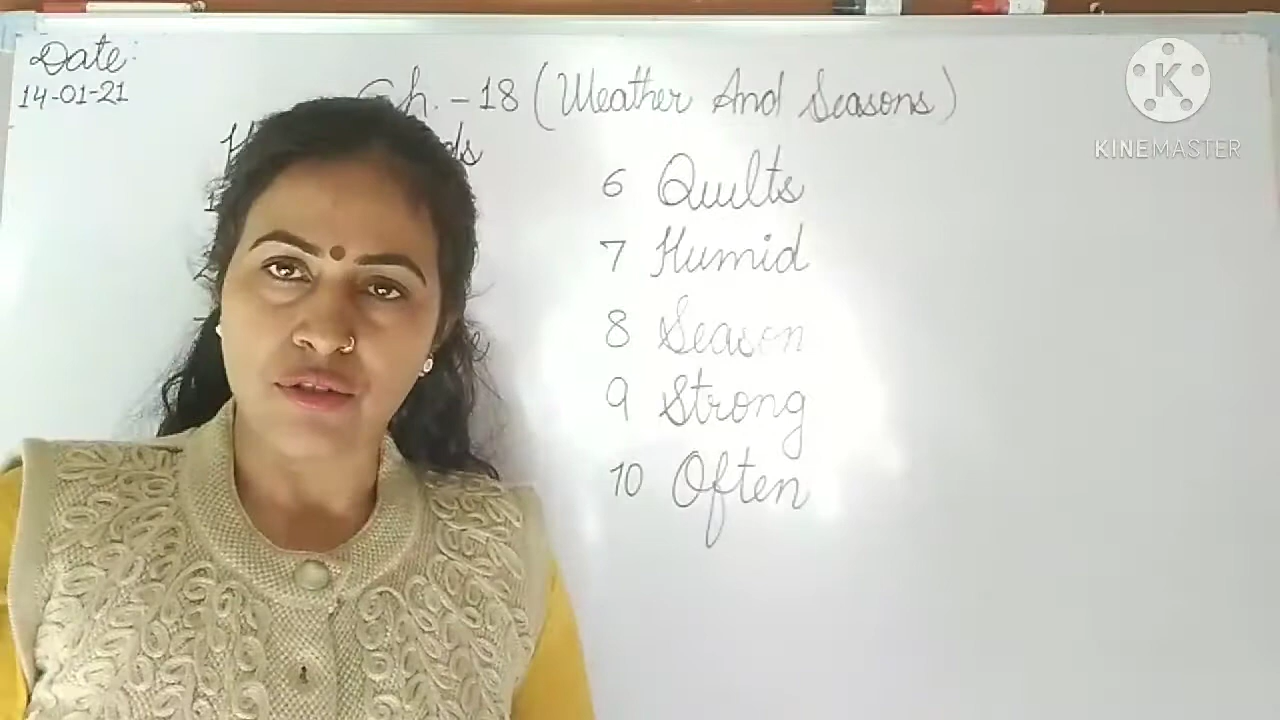 Date:
14-01-21
Ch. - 18 (Weather And Seasons)
6 Quilts
7 Humid
8 Season
9 Strong
10 Often
K
KINEMASTER